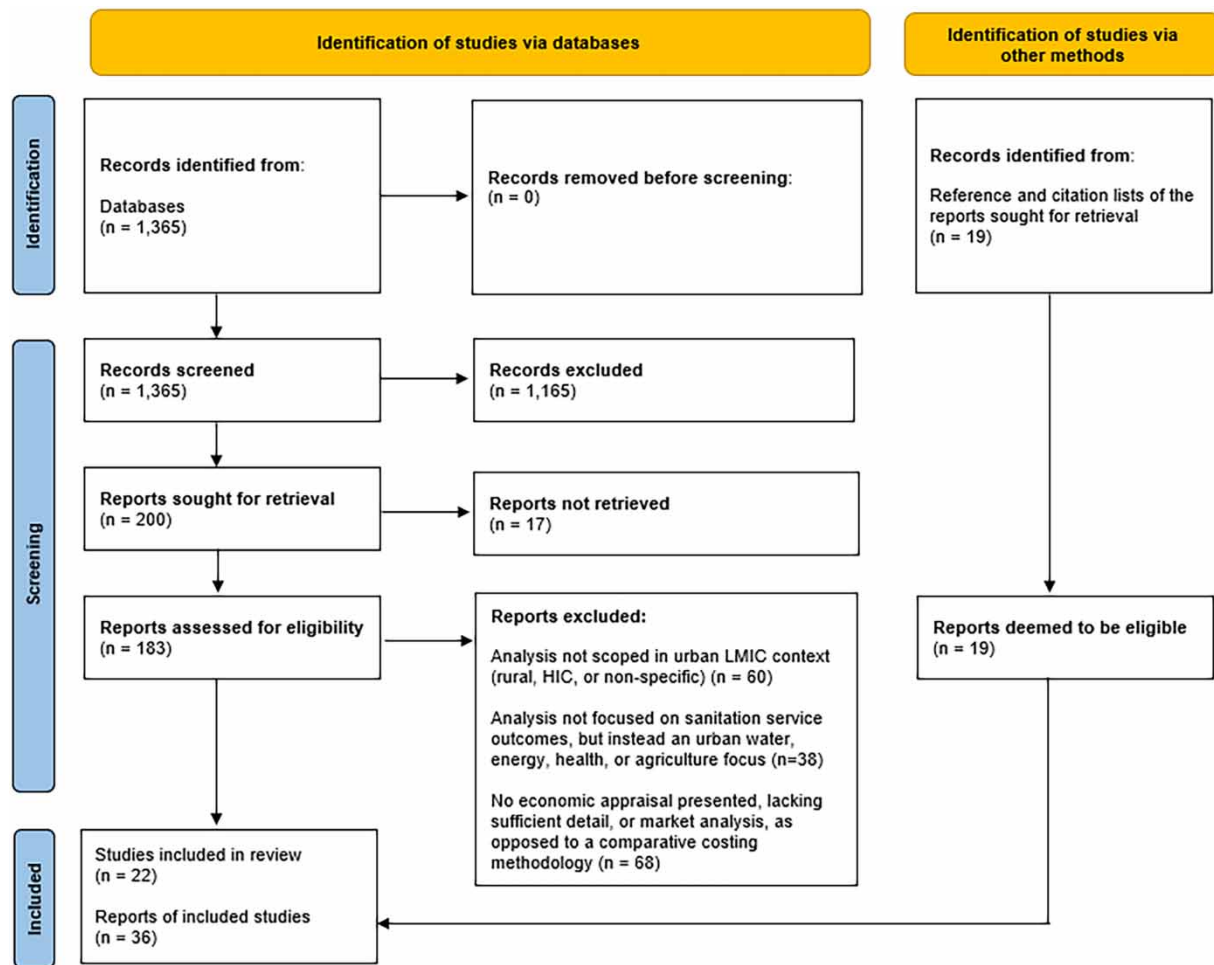 Identification of studies via databases
Identification of studies via
other methods
Identification
Records identified from:
Databases
(n = 1,365)
Records removed before screening:
(n = 0)
Records identified from:
Reference and citation lists of the
reports sought for retrieval
(n = 19)
Screening
Records screened
(n = 1,365)
Records excluded
(n = 1,165)
Reports sought for retrieval
(n = 200)
Reports not retrieved
(n = 17)
Reports assessed for eligibility
(n = 183)
Reports excluded:
Analysis not scoped in urban LMIC context
(rural, HIC, or non-specific) (n = 60)
Analysis not focused on sanitation service
outcomes, but instead an urban water,
energy, health, or agriculture focus (n=38)
No economic appraisal presented, lacking
sufficient detail, or market analysis, as
opposed to a comparative costing
methodology (n = 68)
Reports deemed to be eligible
(n = 19)
Included
Studies included in review
(n = 22)
Reports of included studies
(n = 36)